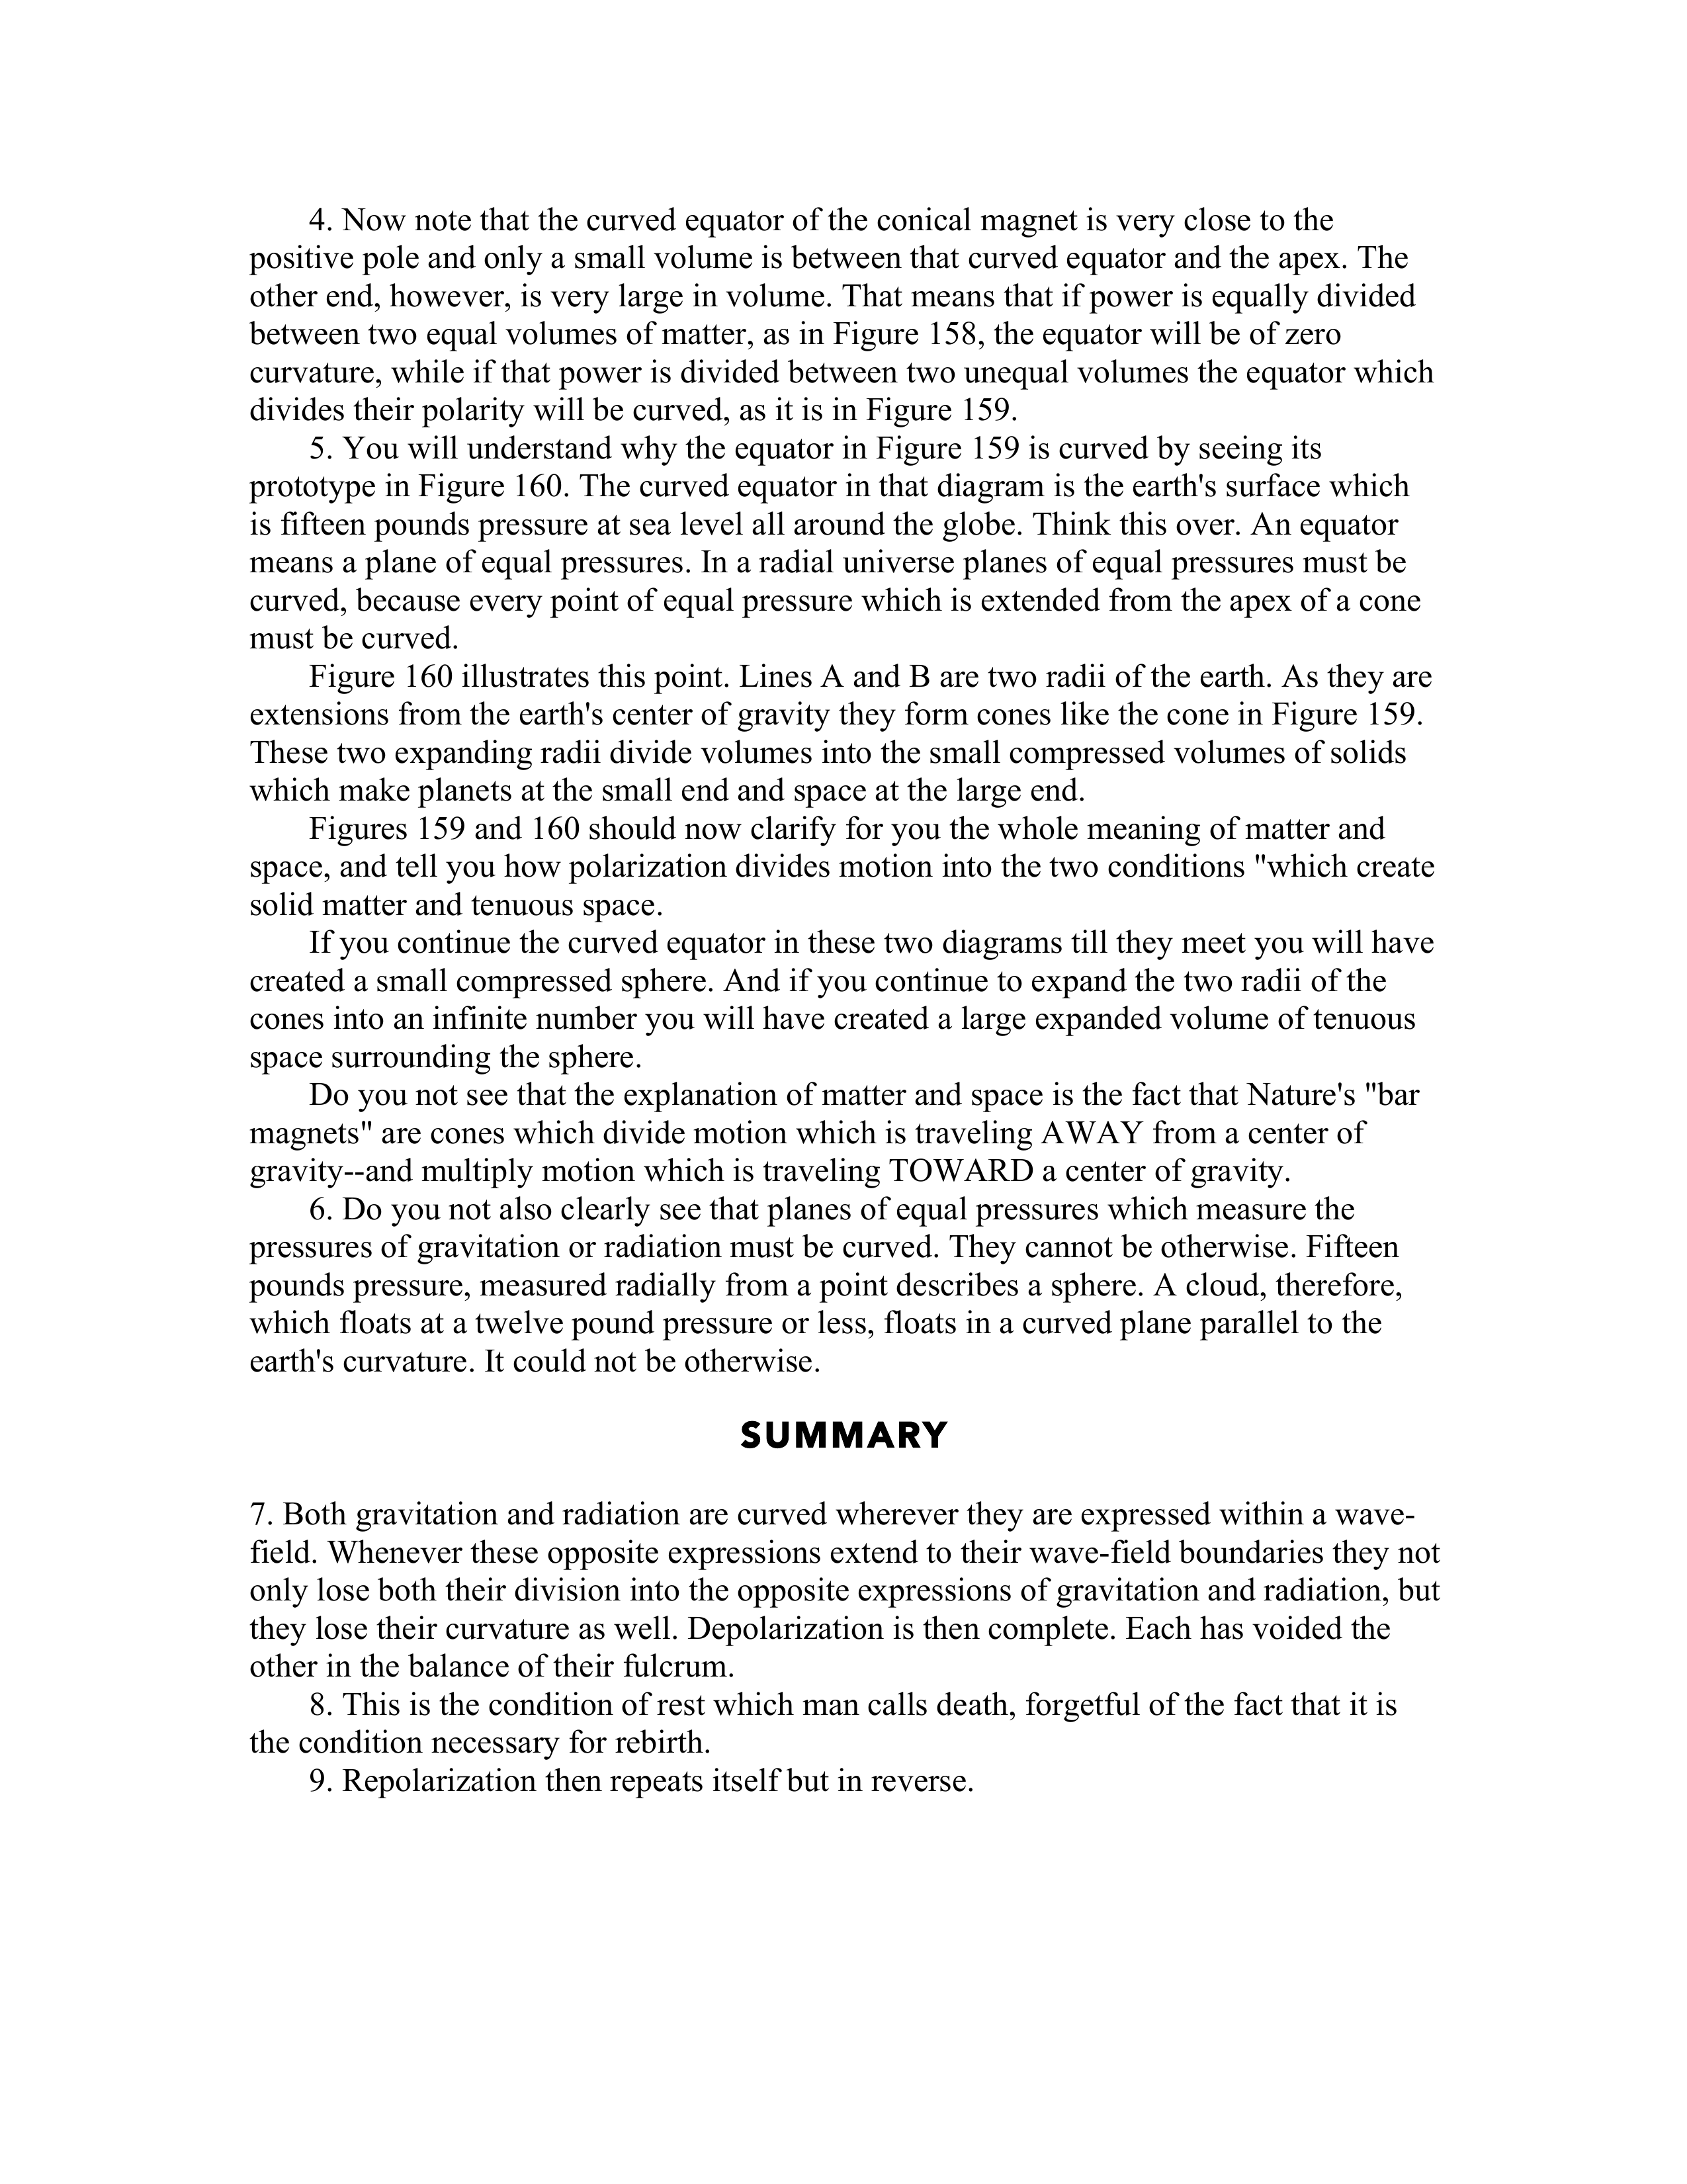 4. Now note that the curved equator of the conical magnet is very close to the
positive pole and only a small volume is between that curved equator and the apex. The
other end, however, is very large in volume. That means that if power is equally divided
between two equal volumes of matter, as in Figure 158, the equator will be of zero
curvature, while if that power is divided between two unequal volumes the equator which
divides their polarity will be curved, as it is in Figure 159.
5. You will understand why the equator in Figure 159 is curved by seeing its
prototype in Figure 160. The curved equator in that diagram is the earth's surface which
is fifteen pounds pressure at sea level all around the globe. Think this over. An equator
means a plane of equal pressures. In a radial universe planes of equal pressures must be
curved, because every point of equal pressure which is extended from the apex of a cone
must be curved.
Figure 160 illustrates this point. Lines A and B are two radii of the earth. As they are
extensions from the earth's center of gravity they form cones like the cone in Figure 159.
These two expanding radii divide volumes into the small compressed volumes of solids
which make planets at the small end and space at the large end.
Figures 159 and 160 should now clarify for you the whole meaning of matter and
space, and tell you how polarization divides motion into the two conditions "which create
solid matter and tenuous space.
If you continue the curved equator in these two diagrams till they meet you will have
created a small compressed sphere. And if you continue to expand the two radii of the
cones into an infinite number you will have created a large expanded volume of tenuous
space surrounding the sphere.
Do you not see that the explanation of matter and space is the fact that Nature's "bar
magnets" are cones which divide motion which is traveling AWAY from a center of
gravity--and multiply motion which is traveling TOWARD a center of gravity.
6. Do you not also clearly see that planes of equal pressures which measure the
pressures of gravitation or radiation must be curved. They cannot be otherwise. Fifteen
pounds pressure, measured radially from a point describes a sphere. A cloud, therefore,
which floats at a twelve pound pressure or less, floats in a curved plane parallel to the
earth's curvature. It could not be otherwise.
SUMMARY
7. Both gravitation and radiation are curved wherever they are expressed within a wave-
field. Whenever these opposite expressions extend to their wave-field boundaries they not
only lose both their division into the opposite expressions of gravitation and radiation, but
they lose their curvature as well. Depolarization is then complete. Each has voided the
other in the balance of their fulcrum.
8. This is the condition of rest which man calls death, forgetful of the fact that it is
the condition necessary for rebirth.
9. Repolarization then repeats itself but in reverse.